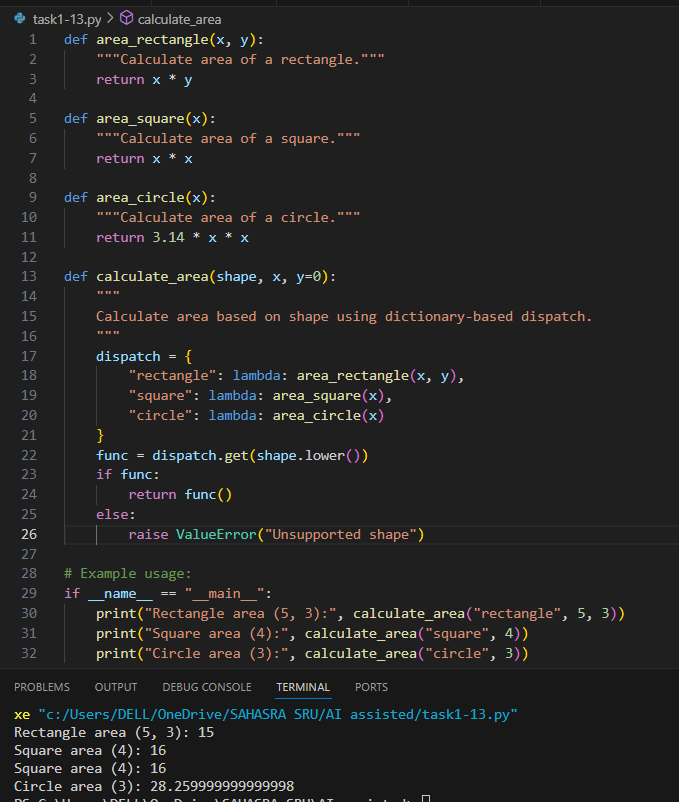 task1-13.py > calculate_area
1 def area_rectangle(x, y):
2 """Calculate area of a rectangle."""
3 return x * y
4
5 def area_square(x):
6 """Calculate area of a square."""
7 return x * x
8
9 def area_circle(x):
10 """Calculate area of a circle."""
11 return 3.14 * x * x
12
13 def calculate_area(shape, x, y=0):
14 """
15 Calculate area based on shape using dictionary-based dispatch.
16 """
17 dispatch = {
18 "rectangle": lambda: area_rectangle(x, y),
19 "square": lambda: area_square(x),
20 "circle": lambda: area_circle(x)
21 }
22 func = dispatch.get(shape.lower())
23 if func:
24 return func()
25 else:
26 raise ValueError("Unsupported shape")
27
28 # Example usage:
29 if __name__ == "__main__":
30 print("Rectangle area (5, 3):", calculate_area("rectangle", 5, 3))
31 print("Square area (4):", calculate_area("square", 4))
32 print("Circle area (3):", calculate_area("circle", 3))
PROBLEMS OUTPUT DEBUG CONSOLE TERMINAL PORTS
xe "c:/Users/DELL/OneDrive/SAHASRA SRU/AI assisted/task1-13.py"
Rectangle area (5, 3): 15
Square area (4): 16
Square area (4): 16
Circle area (3): 28.259999999999998